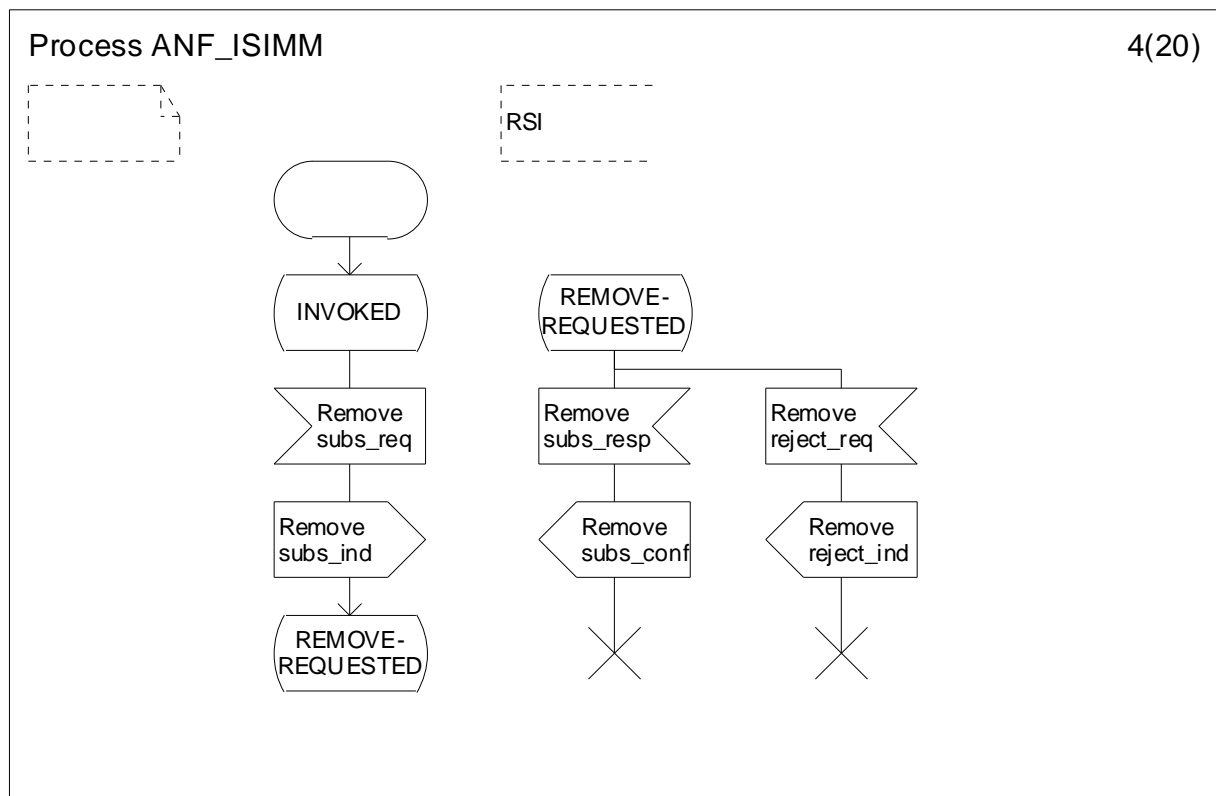 Process ANF_ISIMM
4(20)
RSI
INVOKED
REMOVE-
REQUESTED
Remove
subs_req
Remove
subs_resp
Remove
reject_req
Remove
subs_ind
Remove
subs_conf
Remove
reject_ind
REMOVE-
REQUESTED